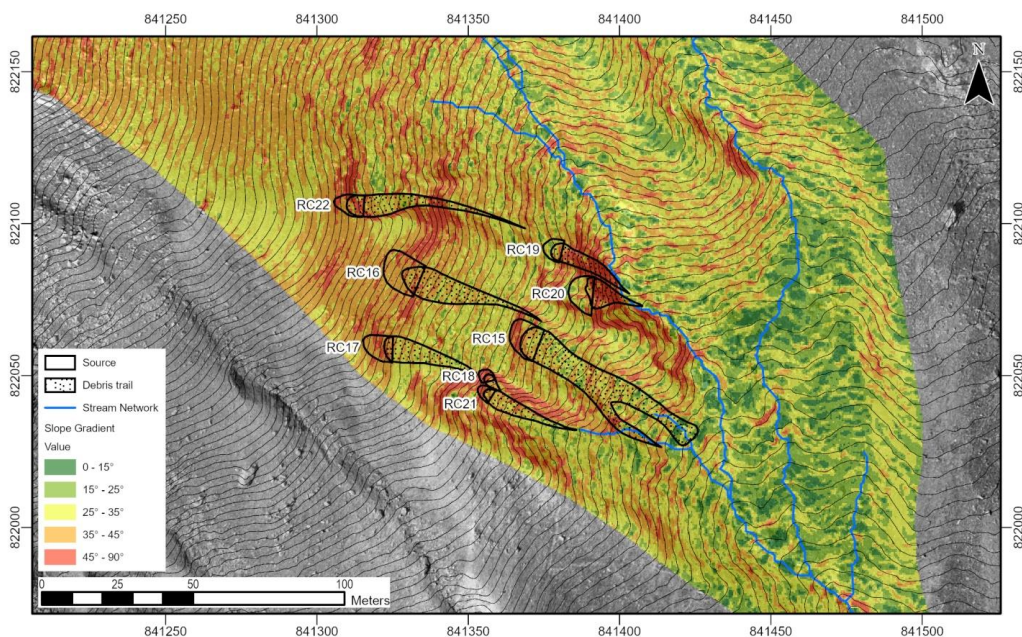 841250 841300 841350 841400 841450 841500
822150 822150
N
822100 822100
RC22
RC19
RC16
RC20
RC15
RC17
822050 822050
RC18
RC21
Source
Debris trail
Stream Network
Slope Gradient
Value
0 - 15°
15° - 25°
25° - 35°
35° - 45°
45° - 90°
822000 822000
0 25 50 100
Meters
841250 841300 841350 841400 841450 841500